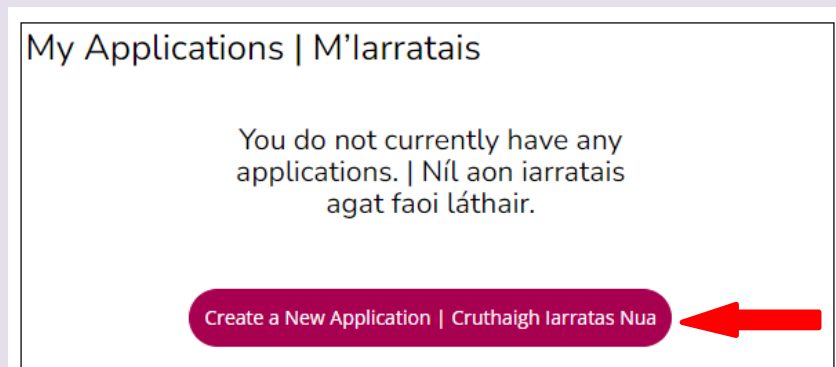 My Applications | M’Iarratais
You do not currently have any
applications. | Níl aon iarratais
agat faoi láthair.
Create a New Application | Cruthaigh Iarratas Nua